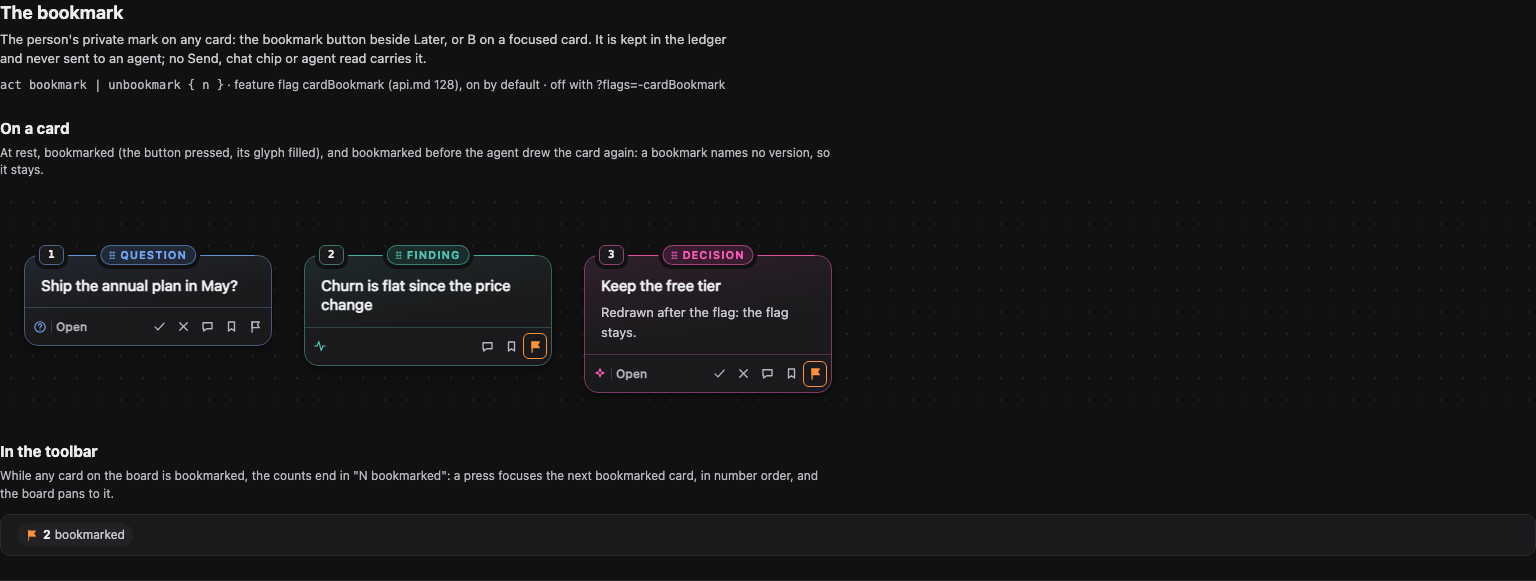 The bookmark
The person's private mark on any card: the bookmark button beside Later, or B on a focused card. It is kept in the ledger
and never sent to an agent; no Send, chat chip or agent read carries it.
act bookmark | unbookmark { n } · feature flag cardBookmark (api.md 128), on by default · off with ?flags=-cardBookmark
On a card
At rest, bookmarked (the button pressed, its glyph filled), and bookmarked before the agent drew the card again: a bookmark names no version, so
it stays.
1 QUESTION
Ship the annual plan in May?
Open
2 FINDING
Churn is flat since the price
change
3 DECISION
Keep the free tier
Redrawn after the flag: the flag
stays.
Open
In the toolbar
While any card on the board is bookmarked, the counts end in "N bookmarked": a press focuses the next bookmarked card, in number order, and
the board pans to it.
2 bookmarked